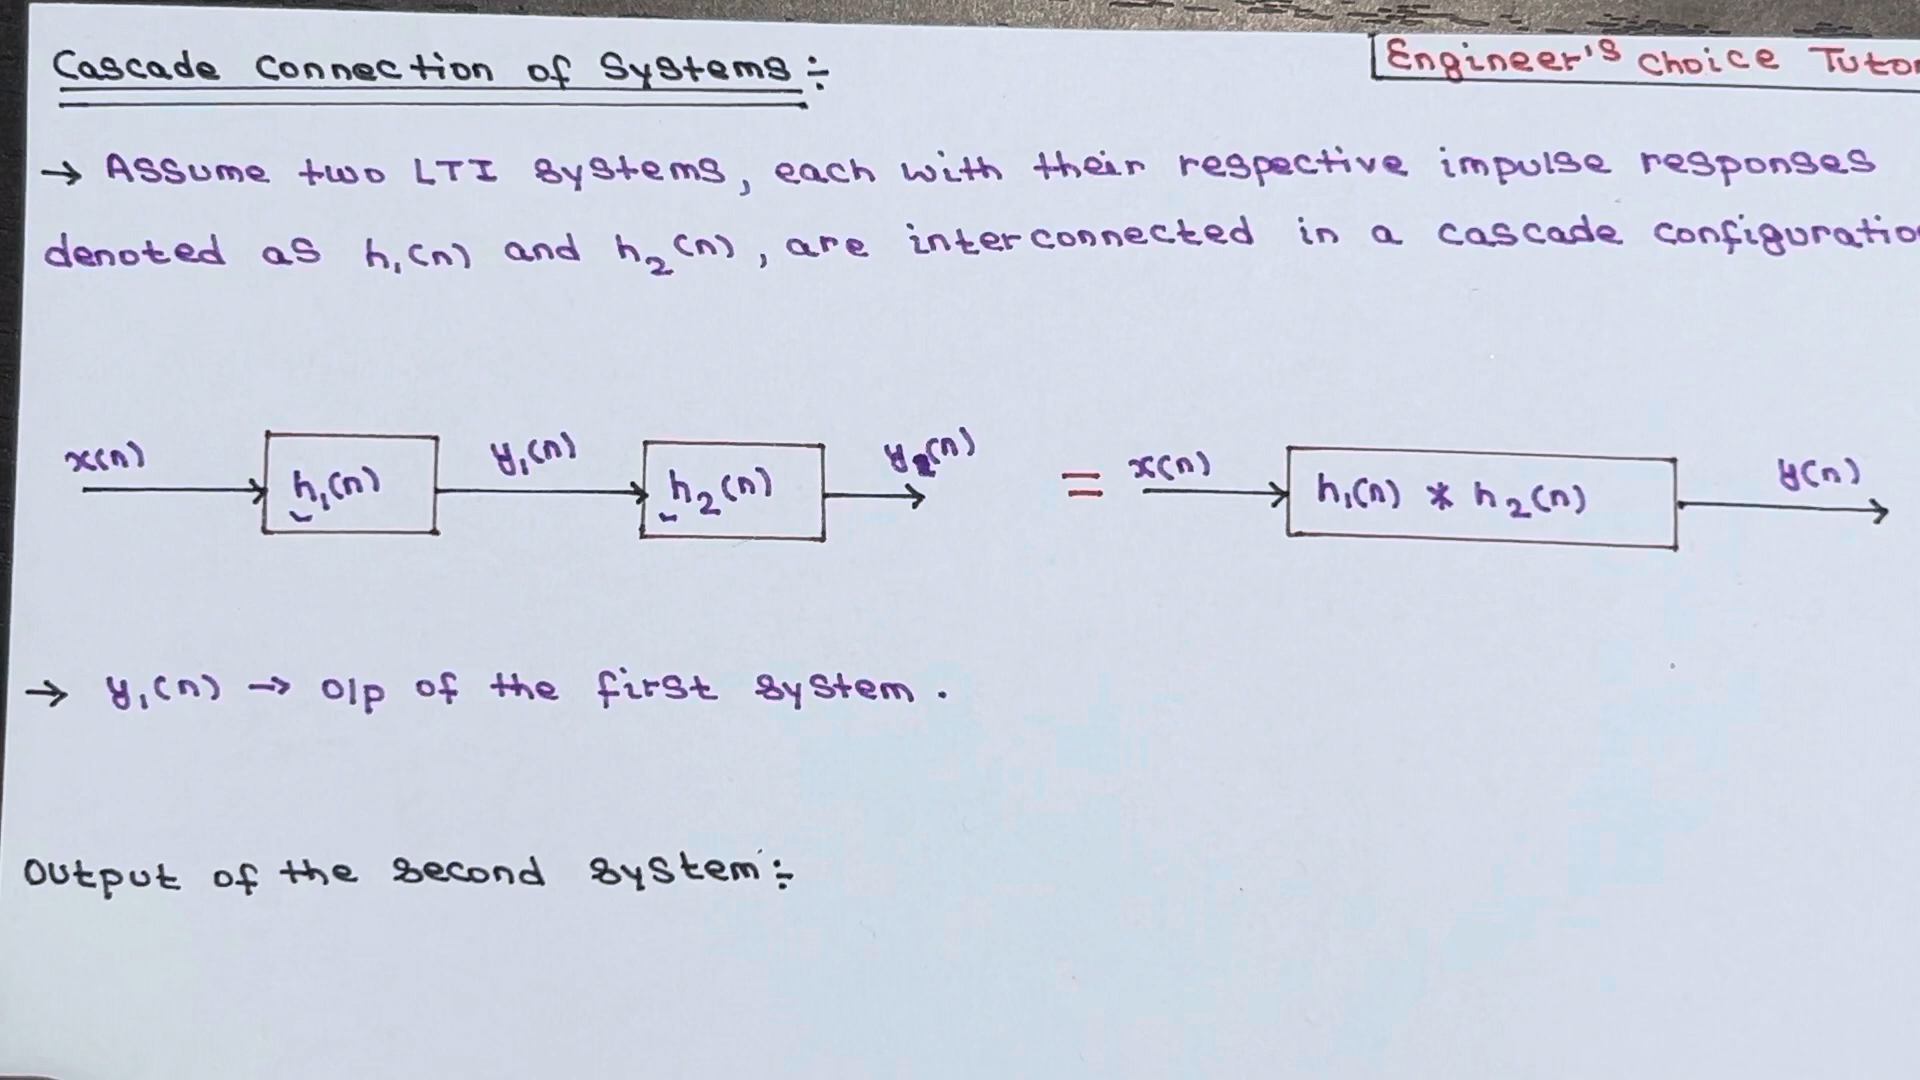 Cascade Connection of Systems :-
Engineer's Choice Tutor
→ Assume two LTI systems, each with their respective impulse responses
denoted as h₁(n) and h₂(n), are interconnected in a cascade configuratio
x(n) h₁(n) y₁(n) h₂(n) y₂(n) = x(n) h₁(n) * h₂(n) y(n)
→ y₁(n) → o/p of the first system.
Output of the second system :-